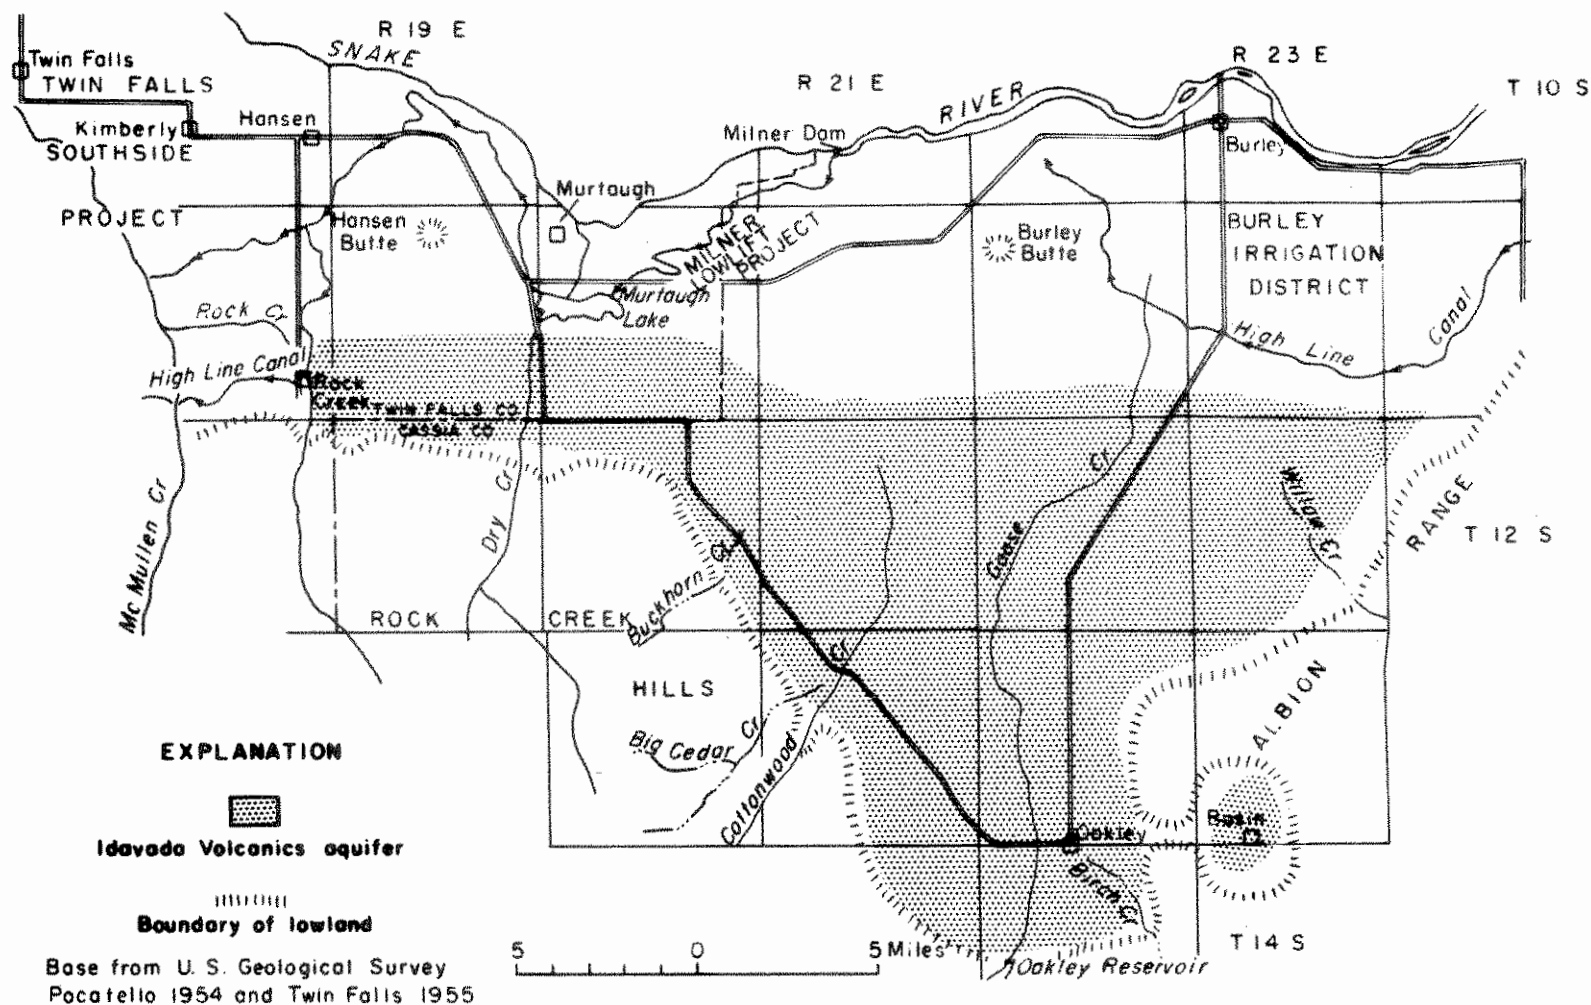 R 19 E
SNAKE
R 21 E
RIVER
R 23 E
T 10 S
Twin Falls
TWIN FALLS
Kimberly
Hansen
SOUTHSIDE
PROJECT
Milner Dam
Burley
Murtaugh
Hansen
Butte
MILNER
LOWLIFT
PROJECT
Burley
Butte
BURLEY
IRRIGATION
DISTRICT
Murtaugh
Lake
Rock Cr
High Line Canal
High Line Canal
Rock
Creek
TWIN FALLS CO
CASSIA CO
Mc Mullen Cr
Dry Cr
Goose Cr
Willow Cr
RANGE
T 12 S
Buckhorn Cr
ROCK CREEK
HILLS
Big Cedar Cr
Cottonwood Cr
ALBION
Basin
Oakley
Birch Cr
T 14 S
Oakley Reservoir
EXPLANATION
Idavada Volcanics aquifer
Boundary of lowland
5 0 5 Miles
Base from U. S. Geological Survey
Pocatello 1954 and Twin Falls 1955